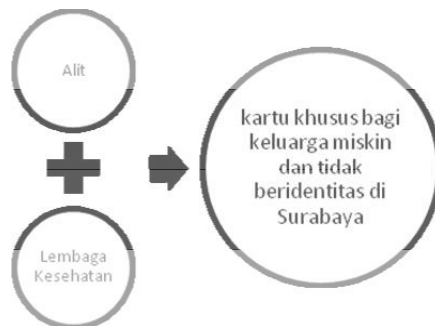 Alit
Lembaga
Kesehatan
kartu khusus bagi
keluarga miskin
dan tidak
beridentitas di
Surabaya